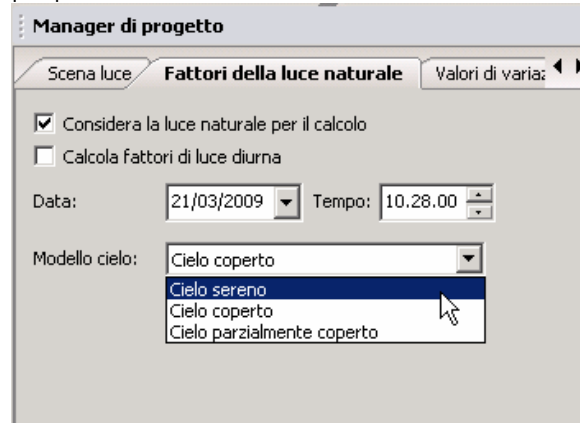 Manager di progetto
Scena luce Fattori della luce naturale Valori di variaz
Considera la luce naturale per il calcolo
Calcola fattori di luce diurna
Data: 21/03/2009 Tempo: 10.28.00
Modello cielo: Cielo coperto
Cielo sereno
Cielo coperto
Cielo parzialmente coperto